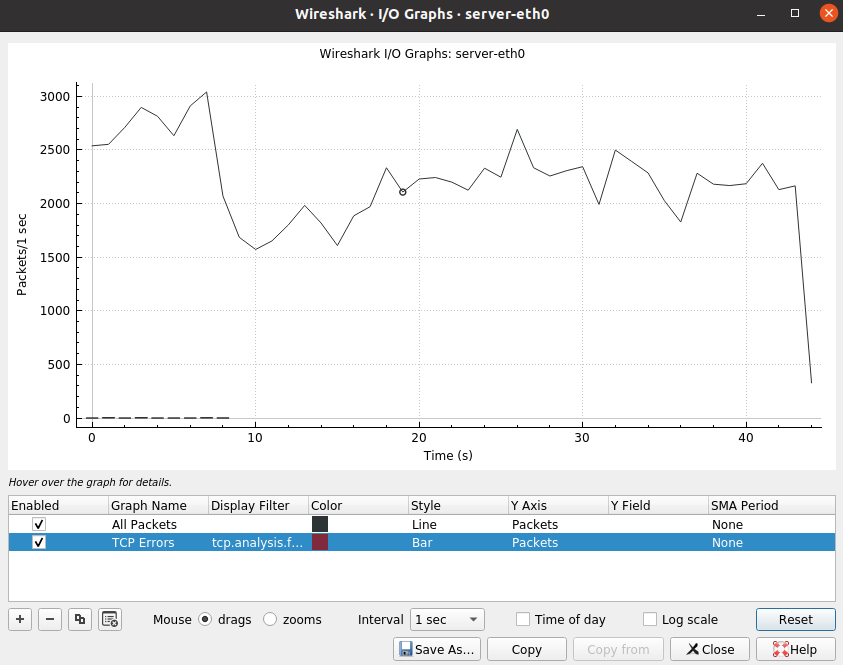 Wireshark · I/O Graphs · server-eth0
Wireshark I/O Graphs: server-eth0
Packets/1 sec
3000
2500
2000
1500
1000
500
0
0 10 20 30 40
Time (s)
Hover over the graph for details.
Enabled Graph Name Display Filter Color Style Y Axis Y Field SMA Period
All Packets Line Packets None
TCP Errors tcp.analysis.f... Bar Packets None
Mouse drags zooms Interval 1 sec Time of day Log scale Reset
Save As... Copy Copy from Close Help